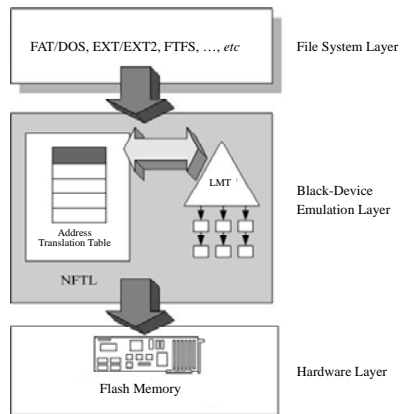 FAT/DOS, EXT/EXT2, FTFS, …, etc
File System Layer
LMT
Address
Translation Table
Black-Device
Emulation Layer
NFTL
Flash Memory
Hardware Layer